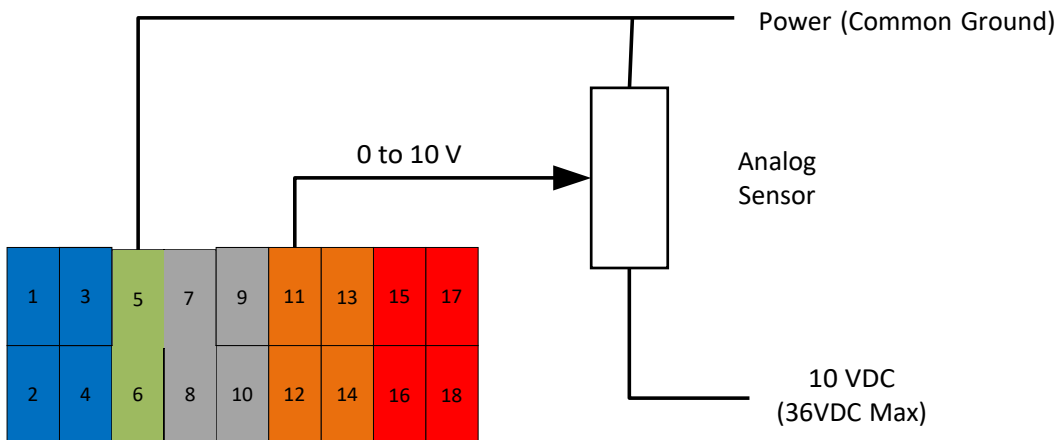 Power (Common Ground)
0 to 10 V
Analog
Sensor
1 3 5 7 9 11 13 15 17
2 4 6 8 10 12 14 16 18
10 VDC
(36VDC Max)